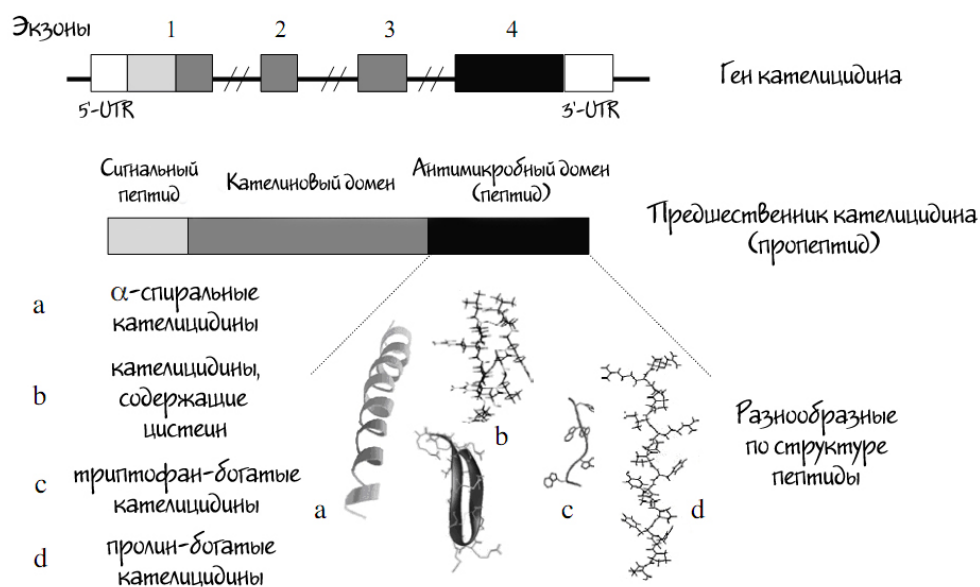 Экзоны 1 2 3 4
Ген кателицидина
5'-UTR 3'-UTR
Сигнальный
пептид
Кателиновый домен
Антимикробный домен
(пептид)
Предшественник кателицидина
(пропептид)
a α-спиральные
кателицидины
b кателицидины,
содержащие
цистеин
c триптофан-богатые
кателицидины
d пролин-богатые
кателицидины
a
b
c
d
Разнообразные
по структуре
пептиды